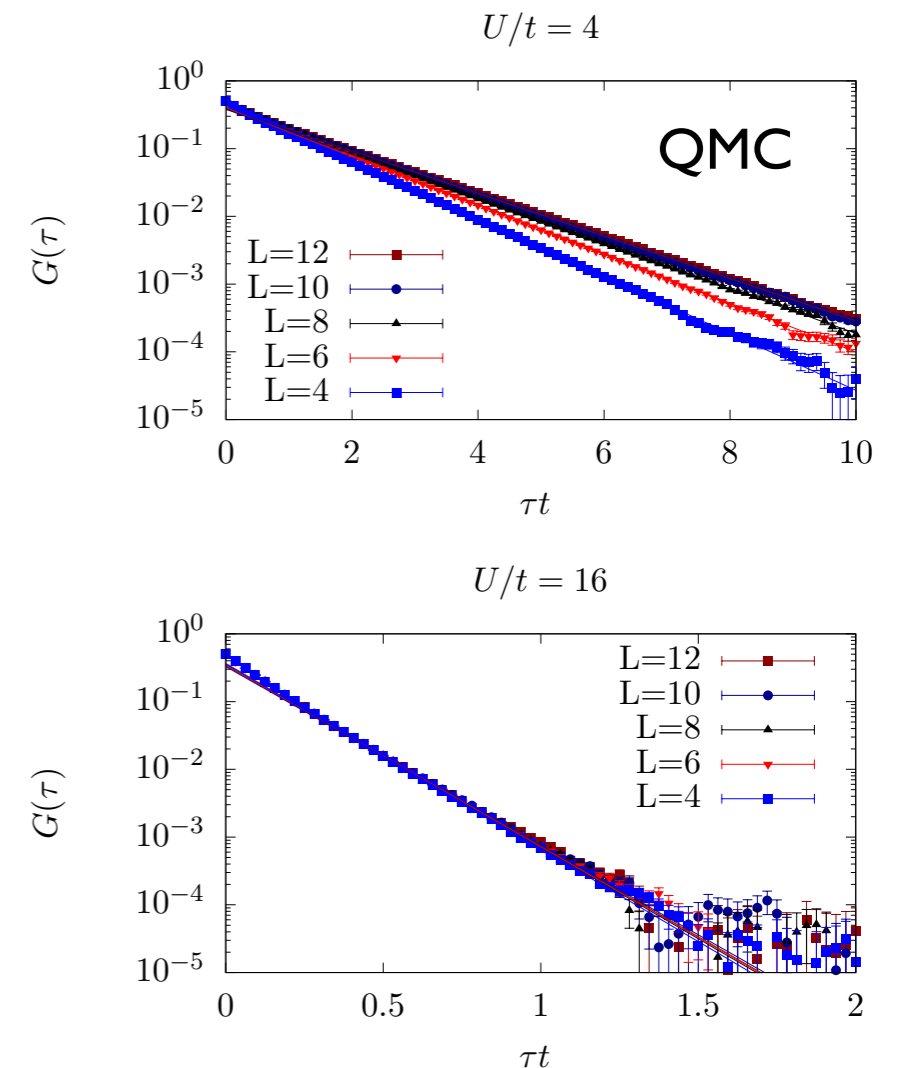 U/t = 4
10^0
10^{-1}
10^{-2}
10^{-3}
10^{-4}
10^{-5}
G(τ)
QMC
L=12
L=10
L=8
L=6
L=4
0 2 4 6 8 10
τt
U/t = 16
10^0
10^{-1}
10^{-2}
10^{-3}
10^{-4}
10^{-5}
G(τ)
L=12
L=10
L=8
L=6
L=4
0 0.5 1 1.5 2
τt